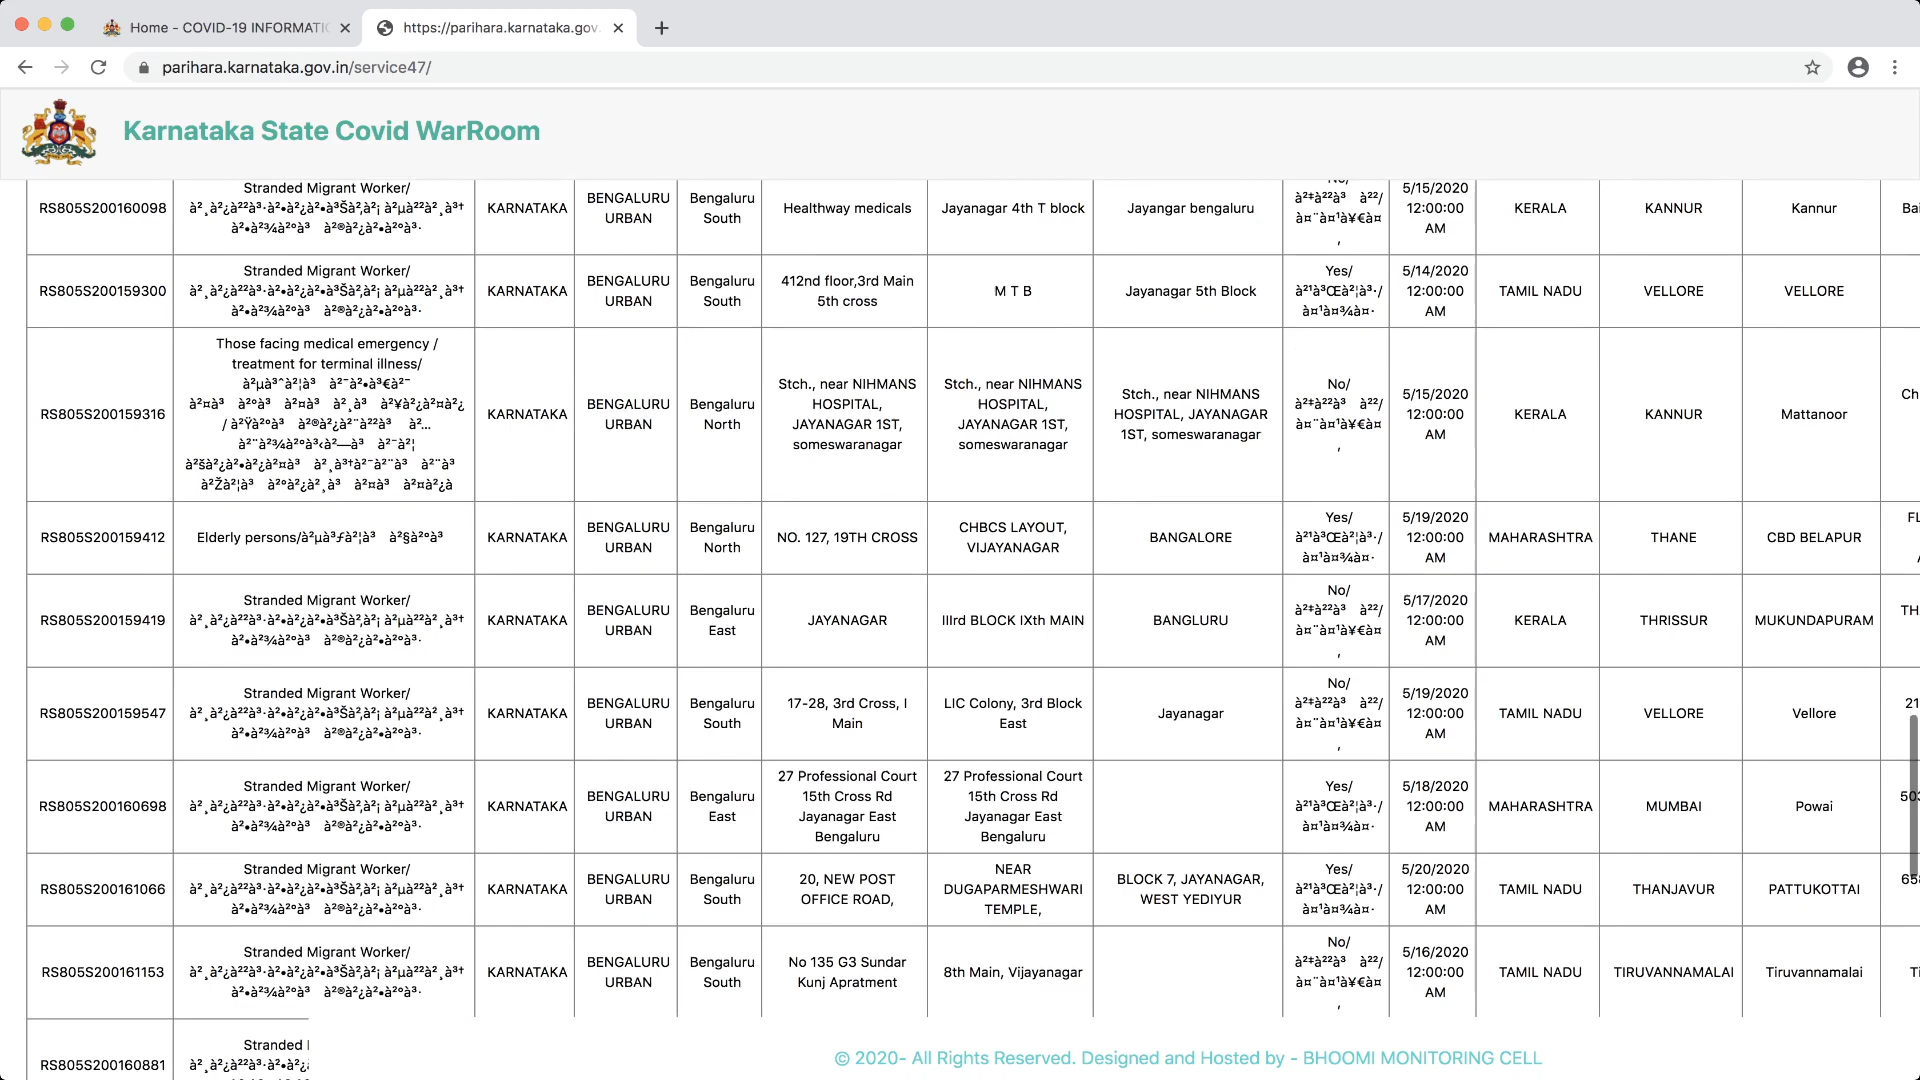 Home - COVID-19 INFORMATI
https://parihara.karnataka.gov.
parihara.karnataka.gov.in/service47/
Karnataka State Covid WarRoom
RS805S200160098
Stranded Migrant Worker/
KARNATAKA
BENGALURU
URBAN
Bengaluru
South
Healthway medicals
Jayanagar 4th T block
Jayangar bengaluru
5/15/2020
12:00:00
AM
KERALA
KANNUR
Kannur
Bai
RS805S200159300
Stranded Migrant Worker/
KARNATAKA
BENGALURU
URBAN
Bengaluru
South
412nd floor,3rd Main
5th cross
M T B
Jayanagar 5th Block
Yes/
5/14/2020
12:00:00
AM
TAMIL NADU
VELLORE
VELLORE
RS805S200159316
Those facing medical emergency /
treatment for terminal illness/
KARNATAKA
BENGALURU
URBAN
Bengaluru
North
Stch., near NIHMANS
HOSPITAL,
JAYANAGAR 1ST,
someswaranagar
Stch., near NIHMANS
HOSPITAL,
JAYANAGAR 1ST,
someswaranagar
Stch., near NIHMANS
HOSPITAL, JAYANAGAR
1ST, someswaranagar
No/
5/15/2020
12:00:00
AM
KERALA
KANNUR
Mattanoor
Ch
RS805S200159412
Elderly persons/
KARNATAKA
BENGALURU
URBAN
Bengaluru
North
NO. 127, 19TH CROSS
CHBCS LAYOUT,
VIJAYANAGAR
BANGALORE
Yes/
5/19/2020
12:00:00
AM
MAHARASHTRA
THANE
CBD BELAPUR
RS805S200159419
Stranded Migrant Worker/
KARNATAKA
BENGALURU
URBAN
Bengaluru
East
JAYANAGAR
IIIrd BLOCK IXth MAIN
BANGLURU
No/
5/17/2020
12:00:00
AM
KERALA
THRISSUR
MUKUNDAPURAM
TH
RS805S200159547
Stranded Migrant Worker/
KARNATAKA
BENGALURU
URBAN
Bengaluru
South
17-28, 3rd Cross, I
Main
LIC Colony, 3rd Block
East
Jayanagar
No/
5/19/2020
12:00:00
AM
TAMIL NADU
VELLORE
Vellore
21
RS805S200160698
Stranded Migrant Worker/
KARNATAKA
BENGALURU
URBAN
Bengaluru
East
27 Professional Court
15th Cross Rd
Jayanagar East
Bengaluru
27 Professional Court
15th Cross Rd
Jayanagar East
Bengaluru
Yes/
5/18/2020
12:00:00
AM
MAHARASHTRA
MUMBAI
Powai
503
RS805S200161066
Stranded Migrant Worker/
KARNATAKA
BENGALURU
URBAN
Bengaluru
South
20, NEW POST
OFFICE ROAD,
NEAR
DUGAPARMESHWARI
TEMPLE,
BLOCK 7, JAYANAGAR,
WEST YEDIYUR
Yes/
5/20/2020
12:00:00
AM
TAMIL NADU
THANJAVUR
PATTUKOTTAI
658
RS805S200161153
Stranded Migrant Worker/
KARNATAKA
BENGALURU
URBAN
Bengaluru
South
No 135 G3 Sundar
Kunj Apratment
8th Main, Vijayanagar
No/
5/16/2020
12:00:00
AM
TAMIL NADU
TIRUVANNAMALAI
Tiruvannamalai
Ti
RS805S200160881
Stranded
© 2020- All Rights Reserved. Designed and Hosted by - BHOOMI MONITORING CELL